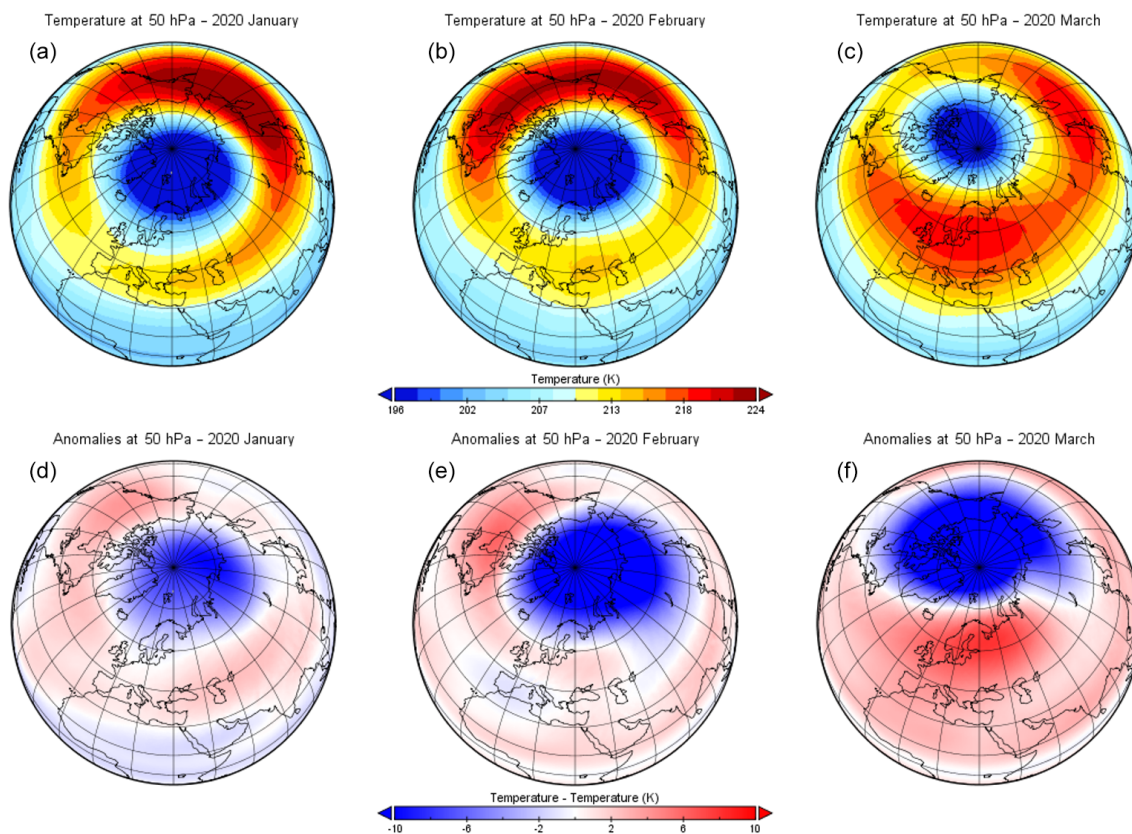 Temperature at 50 hPa – 2020 January
Temperature at 50 hPa – 2020 February
Temperature at 50 hPa – 2020 March
(a)
(b)
(c)
Temperature (K)
196 202 207 213 218 224
Anomalies at 50 hPa – 2020 January
Anomalies at 50 hPa – 2020 February
Anomalies at 50 hPa – 2020 March
(d)
(e)
(f)
Temperature - Temperature (K)
-10 -6 -2 2 6 10